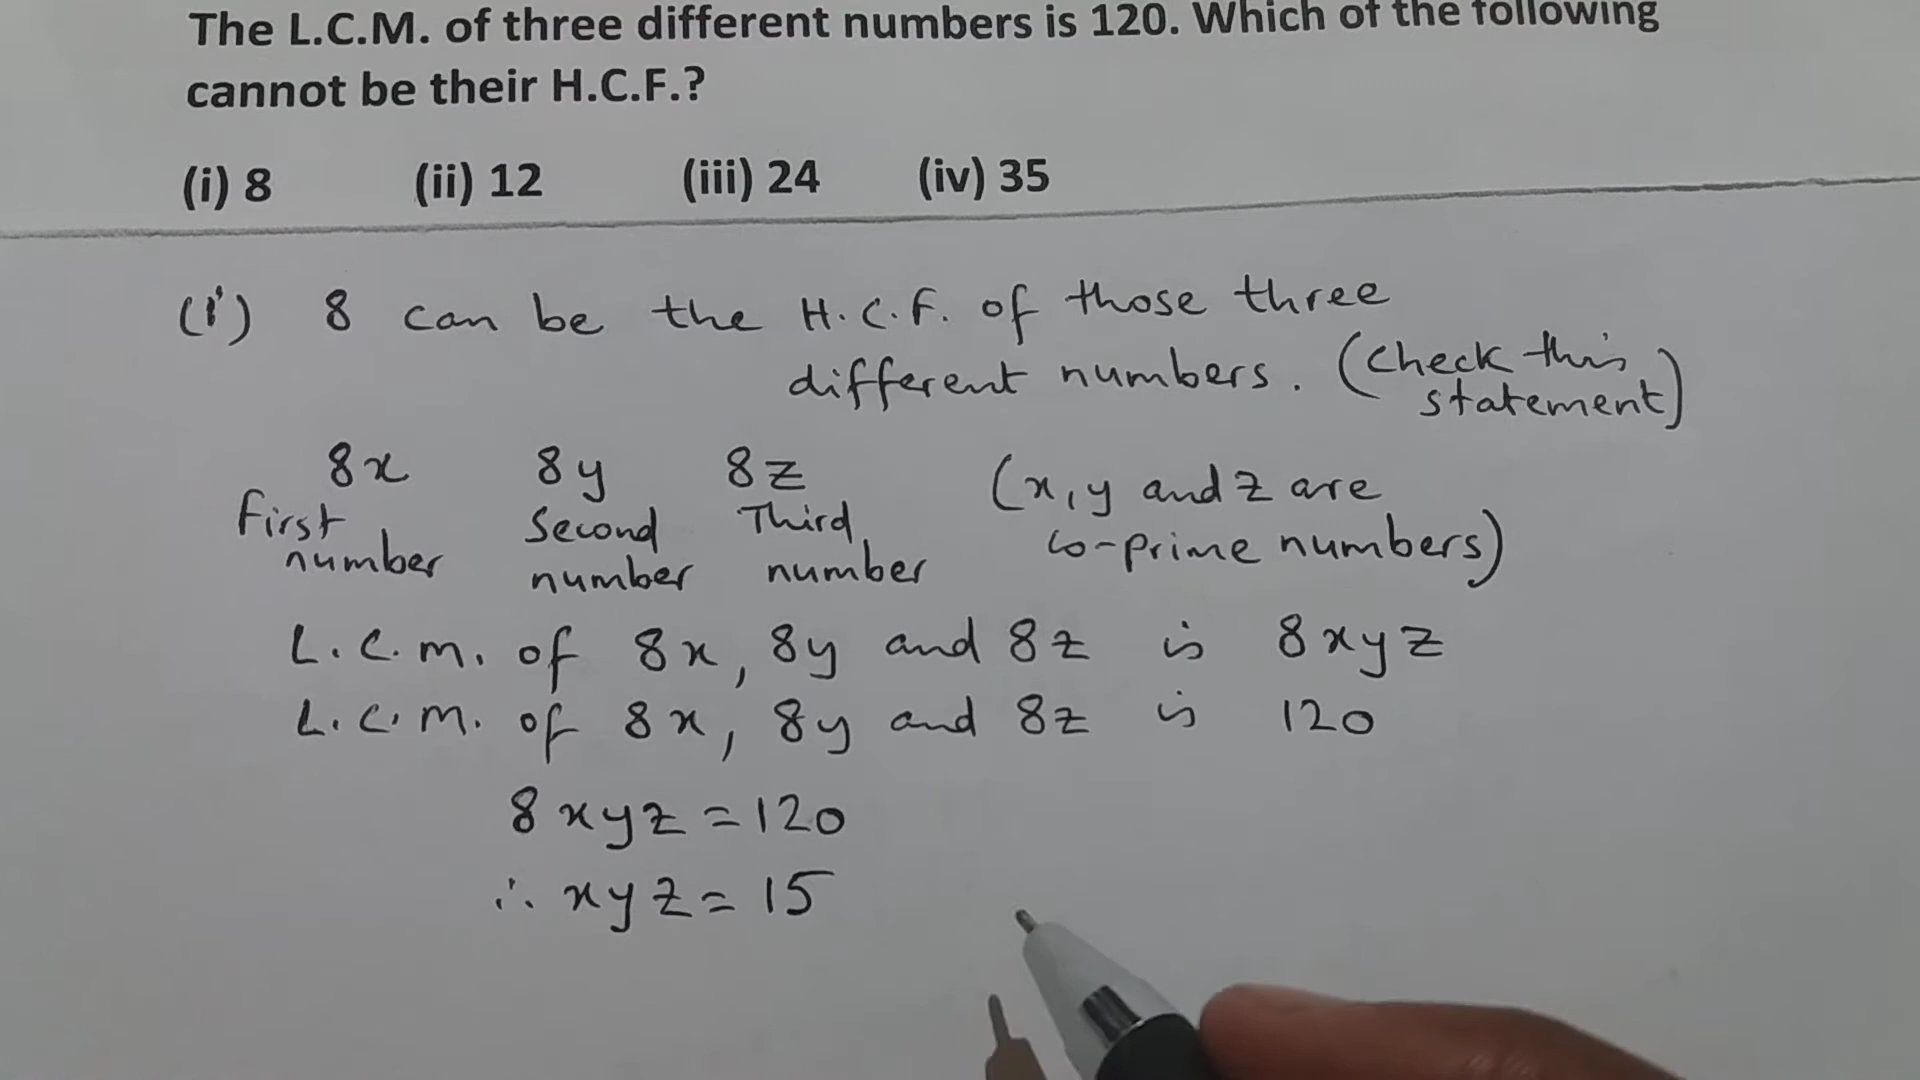 The L.C.M. of three different numbers is 120. Which of the following
cannot be their H.C.F.?
(i) 8 (ii) 12 (iii) 24 (iv) 35
(i) 8 can be the H.C.F. of those three
different numbers. (Check this
statement)
8x 8y 8z (x, y and z are
First number Second number Third number co-prime numbers)
L.C.M. of 8x, 8y and 8z is 8xyz
L.C.M. of 8x, 8y and 8z is 120
8xyz = 120
∴ xyz = 15